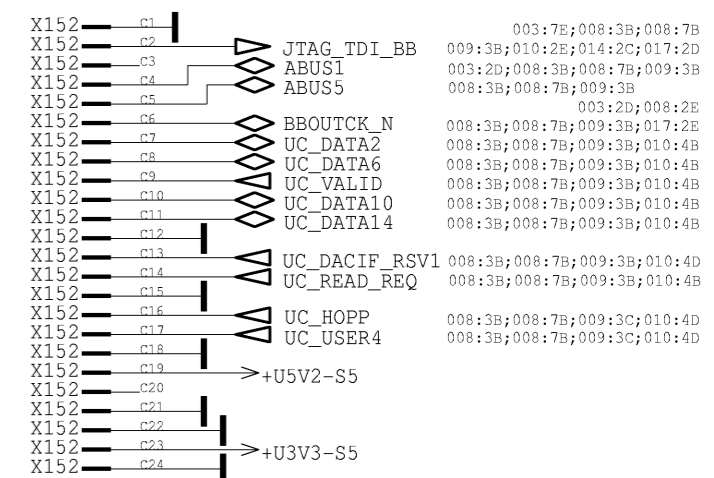 X152 C1 003:7E;008:3B;008:7B
X152 C2 JTAG_TDI_BB 009:3B;010:2E;014:2C;017:2D
X152 C3
X152 C4 ABUS1 003:2D;008:3B;008:7B;009:3B
X152 C5 ABUS5 008:3B;008:7B;009:3B
003:2D;008:2E
X152 C6 BBOUTCK_N 008:3B;008:7B;009:3B;017:2E
X152 C7 UC_DATA2 008:3B;008:7B;009:3B;010:4B
X152 C8 UC_DATA6 008:3B;008:7B;009:3B;010:4B
X152 C9 UC_VALID 008:3B;008:7B;009:3B;010:4B
X152 C10 UC_DATA10 008:3B;008:7B;009:3B;010:4B
X152 C11 UC_DATA14 008:3B;008:7B;009:3B;010:4B
X152 C12
X152 C13 UC_DACIF_RSV1 008:3B;008:7B;009:3B;010:4D
X152 C14 UC_READ_REQ 008:3B;008:7B;009:3B;010:4B
X152 C15
X152 C16 UC_HOPP 008:3B;008:7B;009:3C;010:4D
X152 C17 UC_USER4 008:3B;008:7B;009:3C;010:4D
X152 C18
X152 C19 +U5V2-S5
X152 C20
X152 C21
X152 C22
X152 C23 +U3V3-S5
X152 C24